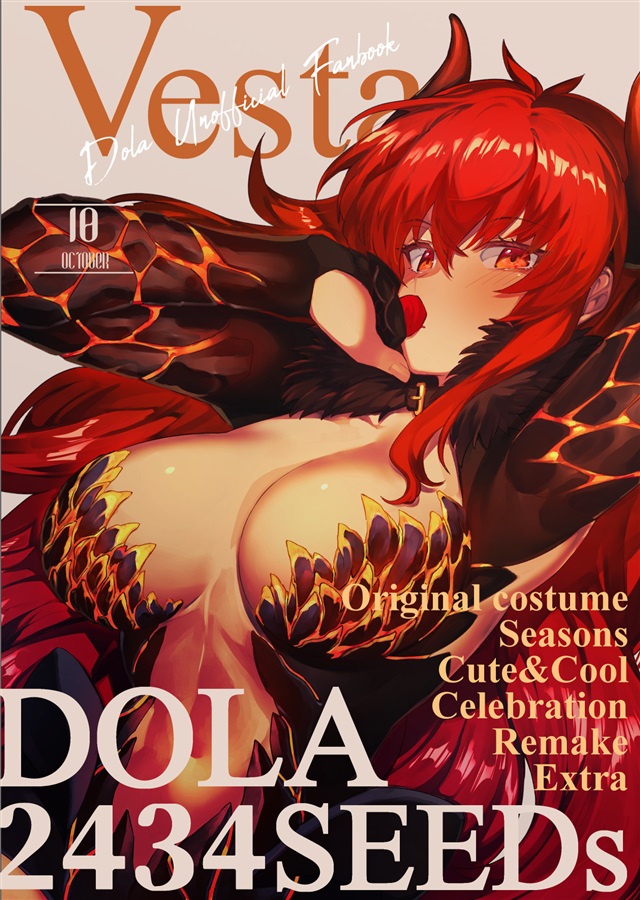 Vesta
Dola Unofficial Fanbook
10
OCTOBER
Original costume
Seasons
Cute&Cool
Celebration
Remake
Extra
DOLA
2434SEEDs